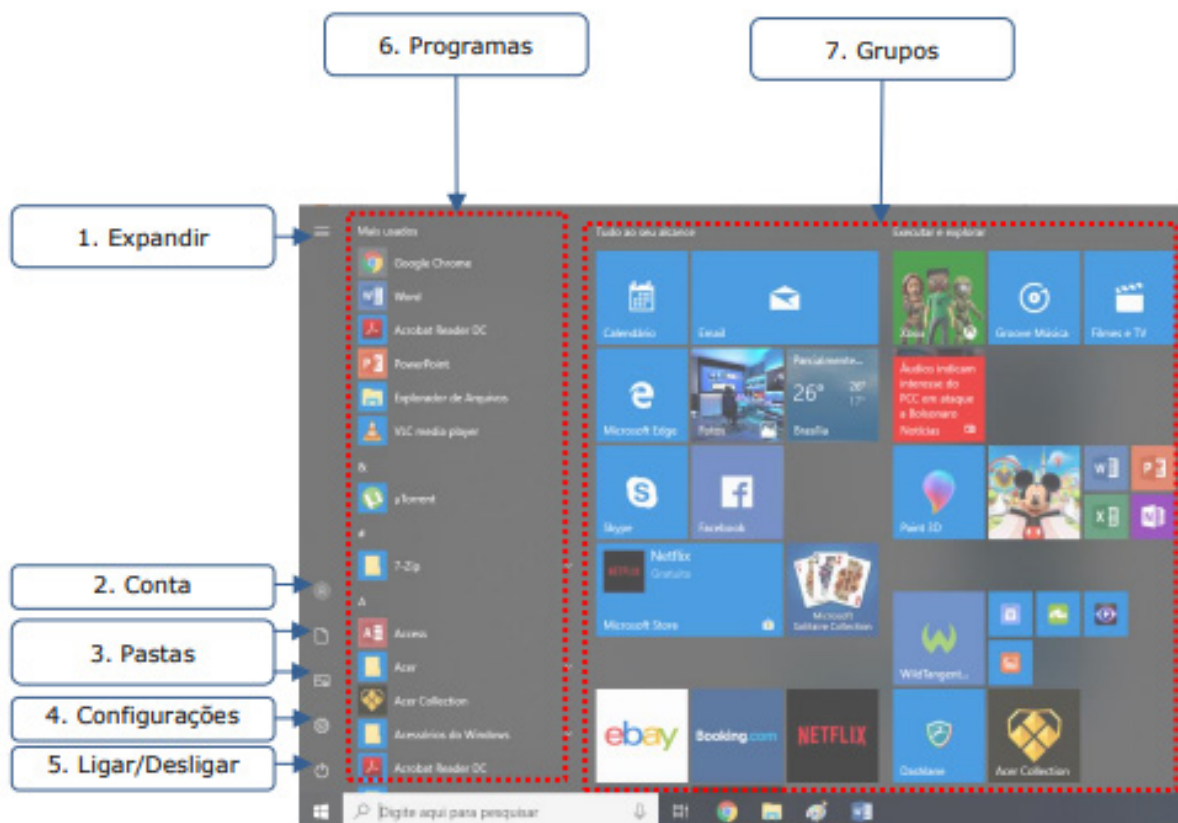 6. Programas
7. Grupos
1. Expandir
2. Conta
3. Pastas
4. Configurações
5. Ligar/Desligar
Mais usados
Google Chrome
Word
Acrobat Reader DC
PowerPoint
Explorador de Arquivos
VLC media player
&
µTorrent
#
7-Zip
A
Access
Acer
Acer Collection
Acessórios do Windows
Acrobat Reader DC
Digite aqui para pesquisar
Tudo ao seu alcance
Calendário
Email
Microsoft Edge
Fotos
Parcialmente...
26°
26°
17°
Brasília
Skype
Facebook
Netflix
Gratuito
NETFLIX
Microsoft Store
Microsoft
Solitaire Collection
ebay
Booking.com
NETFLIX
Executar e explorar
Xbox
Groove Música
Filmes e TV
Áudios indicam
interesse do
PCC em ataque
a Bolsonaro
Notícias
Paint 3D
WildTangent...
Dashlane
Acer Collection